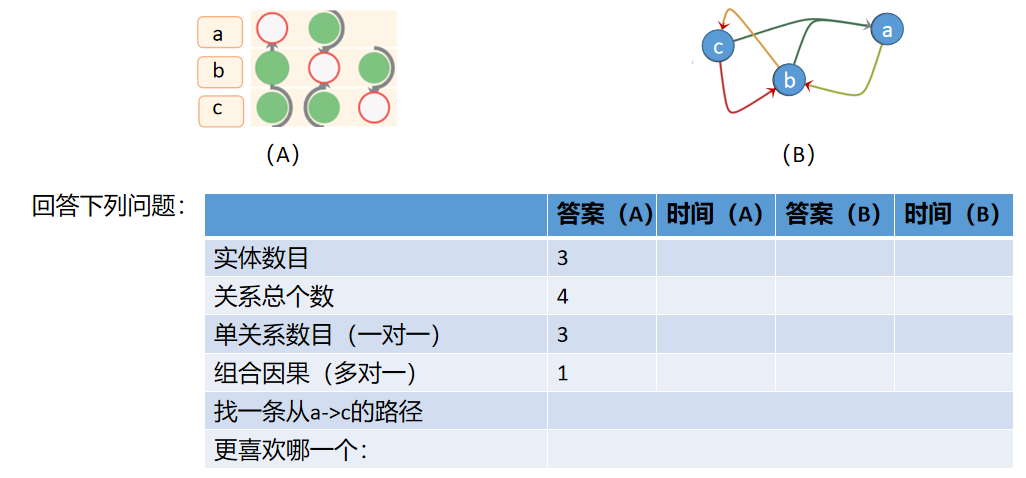 a
b
c
(A)
c
a
b
(B)
回答下列问题：
答案（A） 时间（A） 答案（B） 时间（B）
实体数目 3
关系总个数 4
单关系数目（一对一） 3
组合因果（多对一） 1
找一条从a->c的路径
更喜欢哪一个：